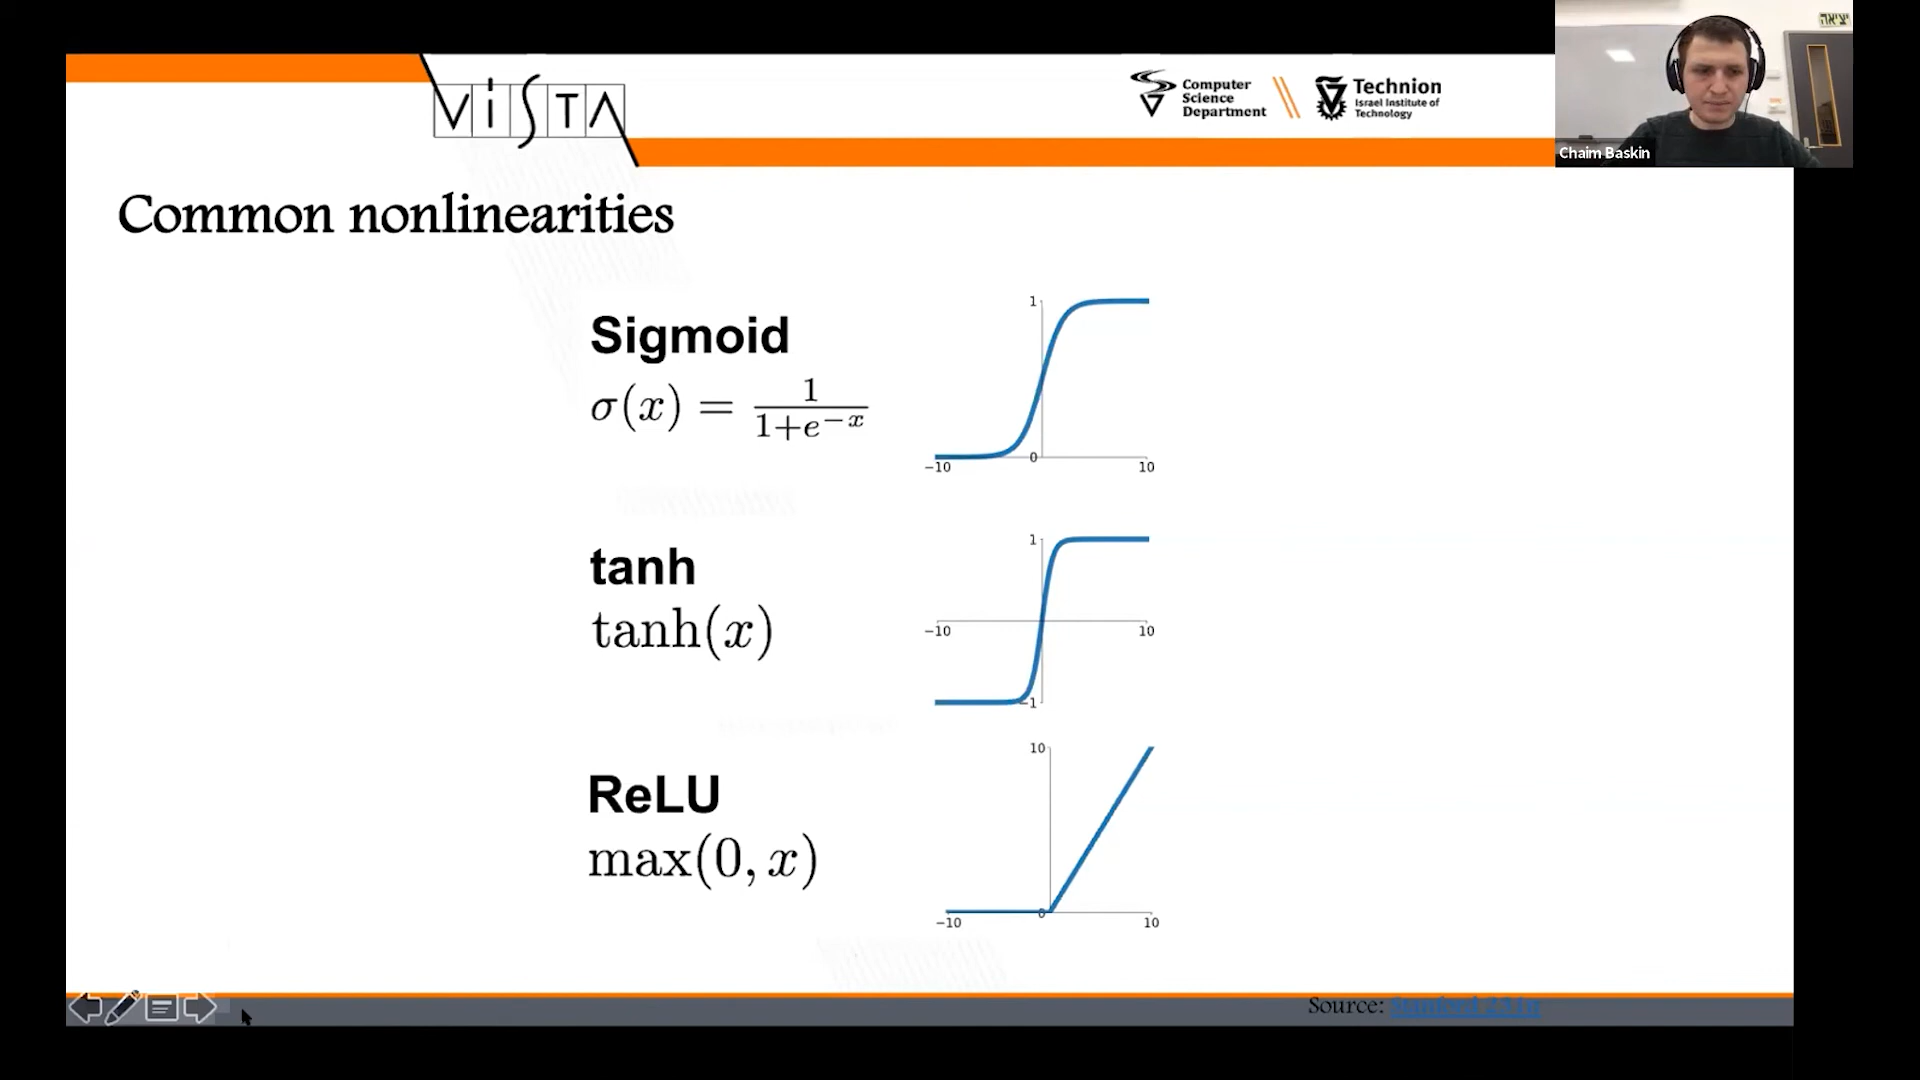 VISTA
Computer
Science
Department
Technion
Israel Institute of
Technology
יציאה
Chaim Baskin
Common nonlinearities
Sigmoid
σ(x) = 1/(1+e^−x)
1
0
−10
10
tanh
tanh(x)
1
−10
10
−1
ReLU
max(0, x)
10
0
−10
10
Source: Stanford 231n